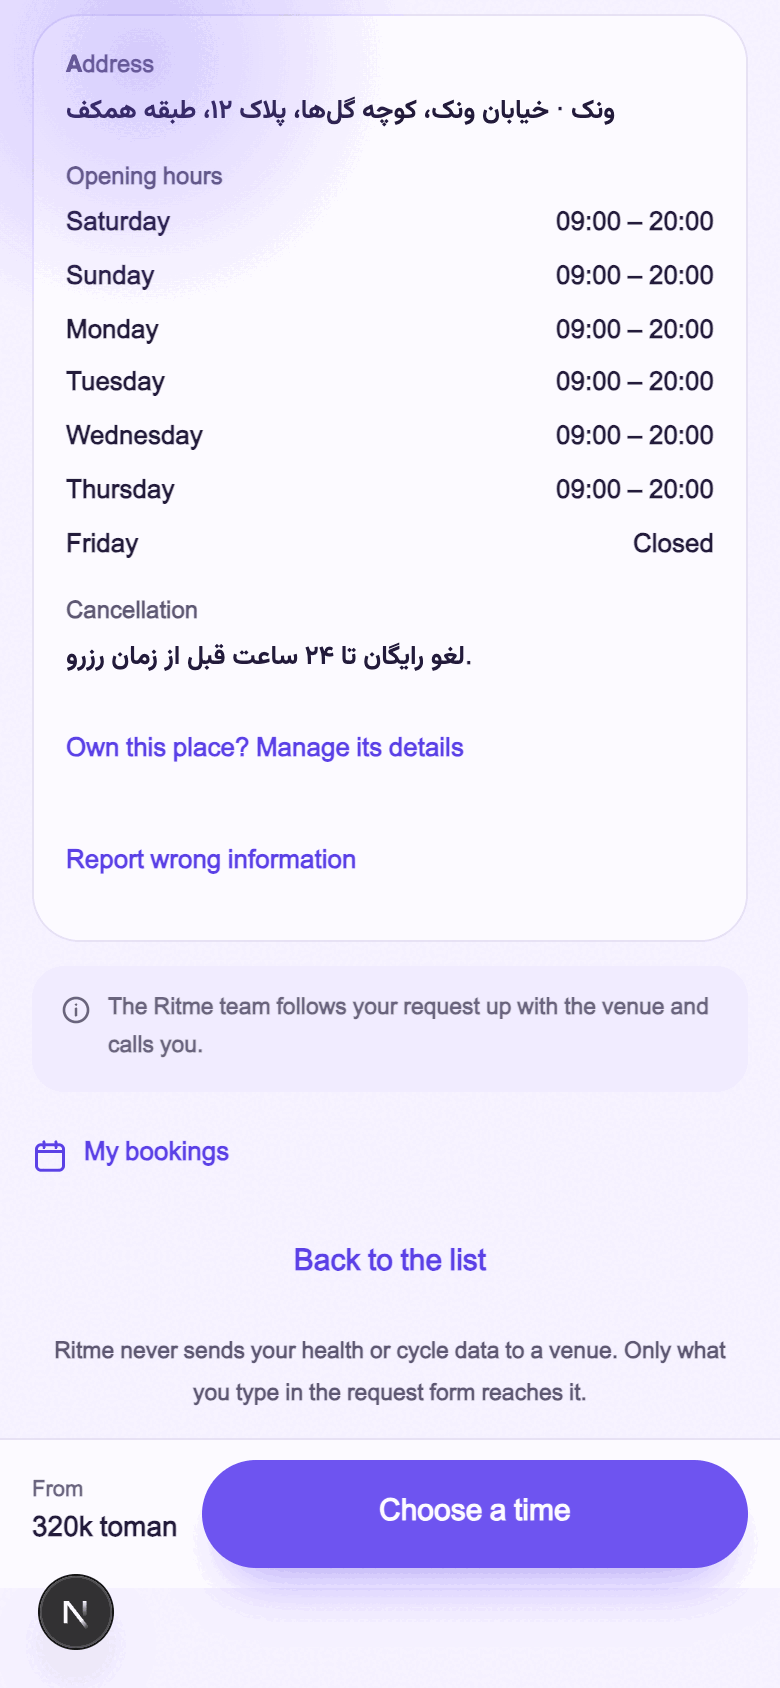 Address
ونک · خیابان ونک، کوچه گل‌ها، پلاک ۱۲، طبقه همکف
Opening hours
Saturday 09:00 – 20:00
Sunday 09:00 – 20:00
Monday 09:00 – 20:00
Tuesday 09:00 – 20:00
Wednesday 09:00 – 20:00
Thursday 09:00 – 20:00
Friday Closed
Cancellation
لغو رایگان تا ۲۴ ساعت قبل از زمان رزرو.
Own this place? Manage its details
Report wrong information
The Ritme team follows your request up with the venue and
calls you.
My bookings
Back to the list
Ritme never sends your health or cycle data to a venue. Only what
you type in the request form reaches it.
From
320k toman
Choose a time
N